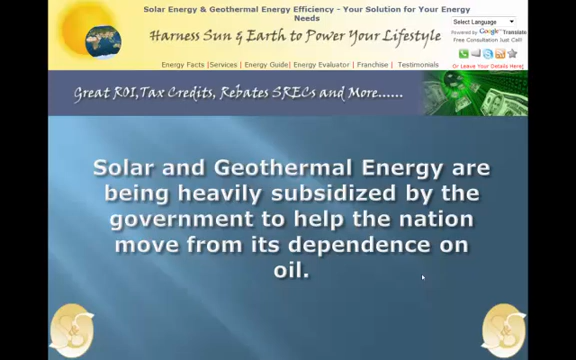 Solar Energy & Geothermal Energy Efficiency - Your Solution for Your Energy
Needs
Harness Sun & Earth to Power Your Lifestyle
Select Language
Powered by Google Translate
Free Consultation Just Call!
Or Leave Your Details Here!
Energy Facts |Services | Energy Guide| Energy Evaluator | Franchise | Testimonials
Great ROI,Tax Credits, Rebates SRECs and More......
Solar and Geothermal Energy are
being heavily subsidized by the
government to help the nation
move from its dependence on
oil.